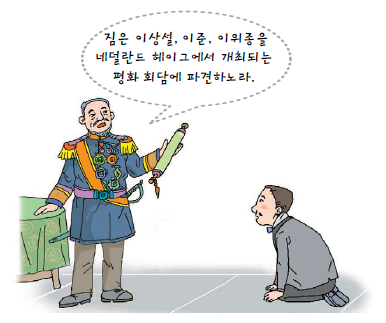 짐은 이상설, 이준, 이위종을
네덜란드 헤이그에서 개최되는
평화 회담에 파견하노라.